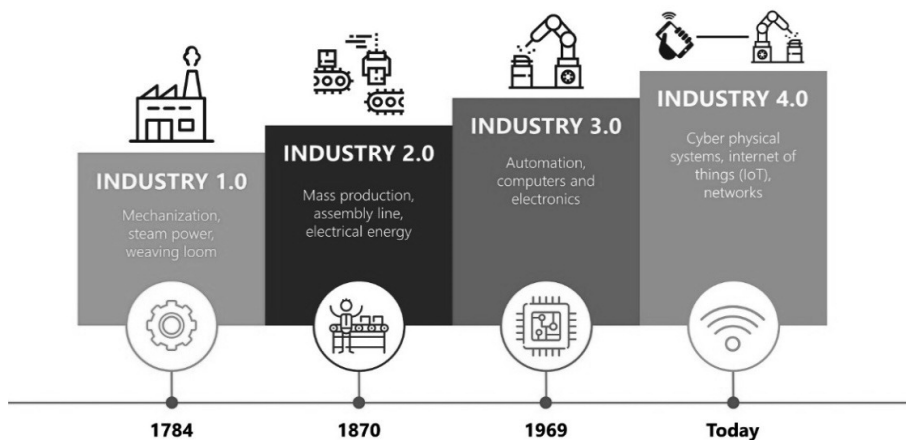 INDUSTRY 1.0
Mechanization,
steam power,
weaving loom
INDUSTRY 2.0
Mass production,
assembly line,
electrical energy
INDUSTRY 3.0
Automation,
computers and
electronics
INDUSTRY 4.0
Cyber physical
systems, internet of
things (IoT),
networks
1784
1870
1969
Today